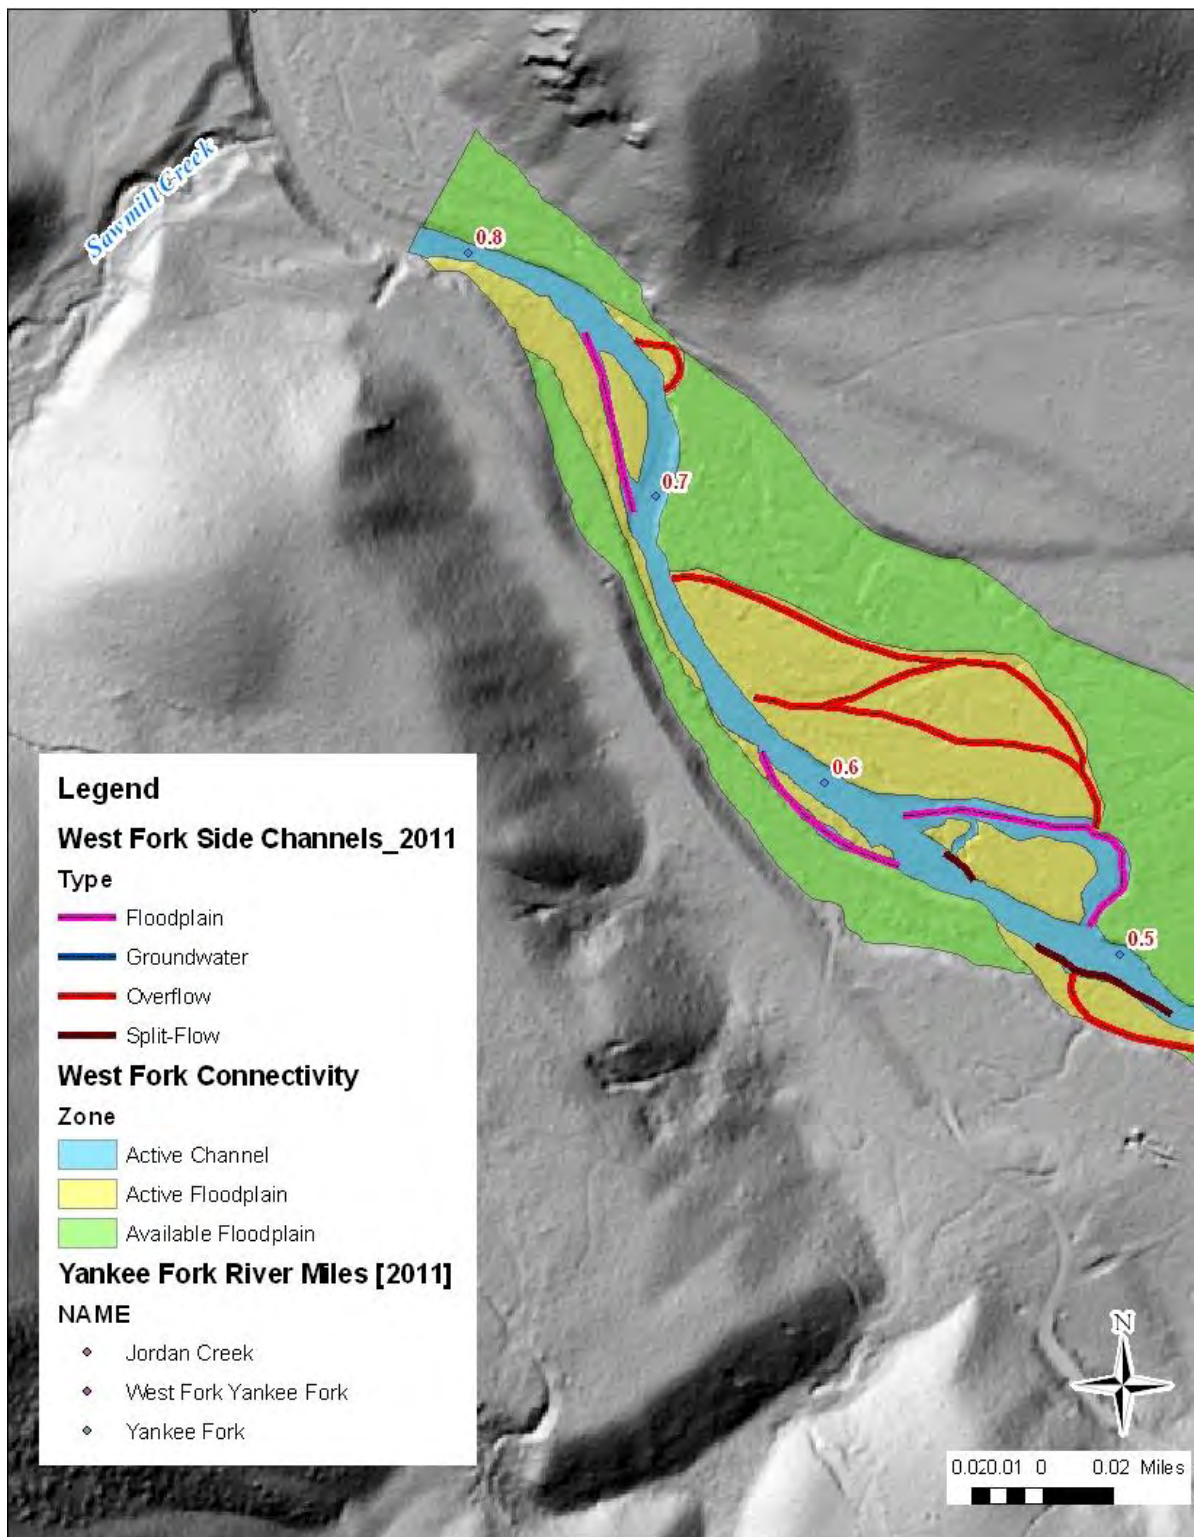 Sawmill Creek
0.8
0.7
0.6
0.5
Legend
West Fork Side Channels_2011
Type
Floodplain
Groundwater
Overflow
Split-Flow
West Fork Connectivity
Zone
Active Channel
Active Floodplain
Available Floodplain
Yankee Fork River Miles [2011]
NAME
Jordan Creek
West Fork Yankee Fork
Yankee Fork
N
0.020.01 0 0.02 Miles